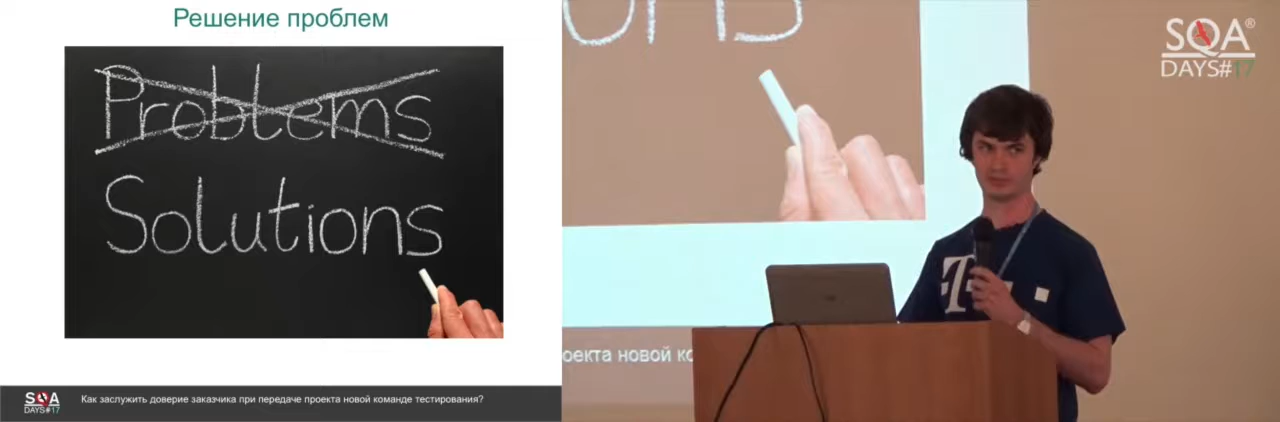 Решение проблем
Problems
Solutions
SQA
DAYS#17
Как заслужить доверие заказчика при передаче проекта новой команде тестирования?
оекта новой ко
T
SQA®
DAYS#17